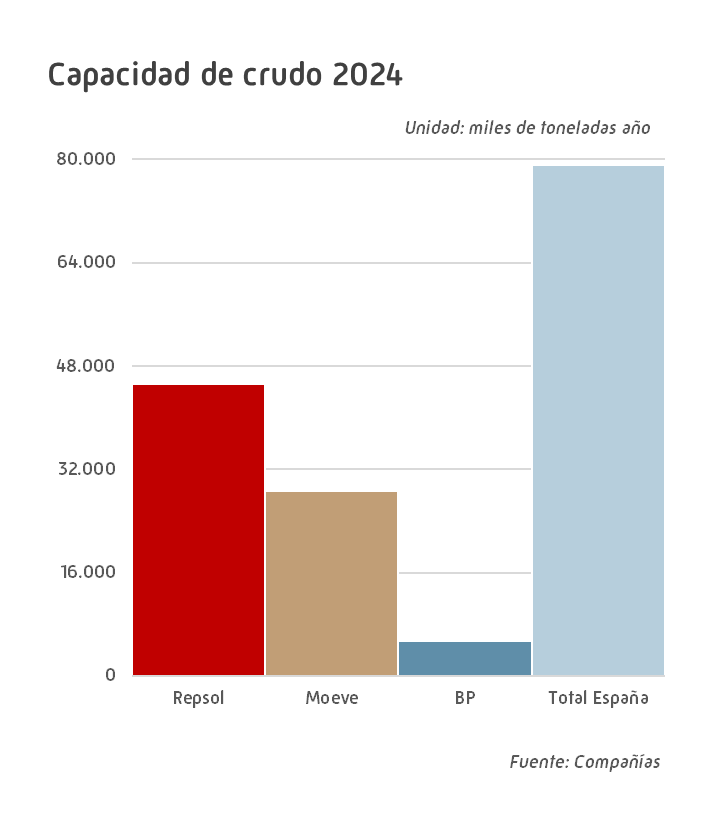 Capacidad de crudo 2024
Unidad: miles de toneladas año
80.000
64.000
48.000
32.000
16.000
0
Repsol
Moeve
BP
Total España
Fuente: Compañías